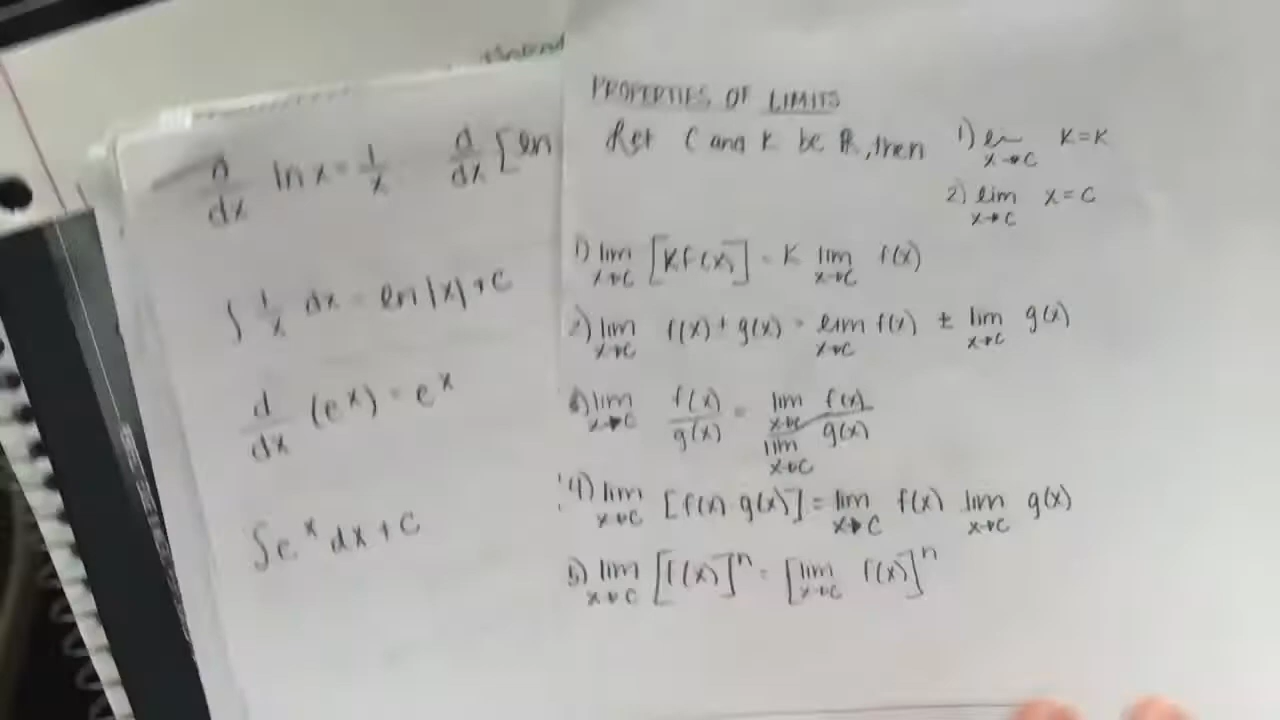 d/dx ln x = 1/x d/dx [ln
∫ 1/x dx = ln|x| + C
d/dx (e^x) = e^x
∫e^x dx + C
PROPERTIES OF LIMITS
Let C and K be ℝ, then 1) lim x→C K = K
2) lim x→C x = C
1) lim x→C [Kf(x)] = K lim x→C f(x)
2) lim x→C f(x) ± g(x) = lim x→C f(x) ± lim x→C g(x)
3) lim x→C f(x)/g(x) = lim x→C f(x) / lim x→C g(x)
4) lim x→C [f(x) g(x)] = lim x→C f(x) lim x→C g(x)
5) lim x→C [f(x)]^n = [lim x→C f(x)]^n